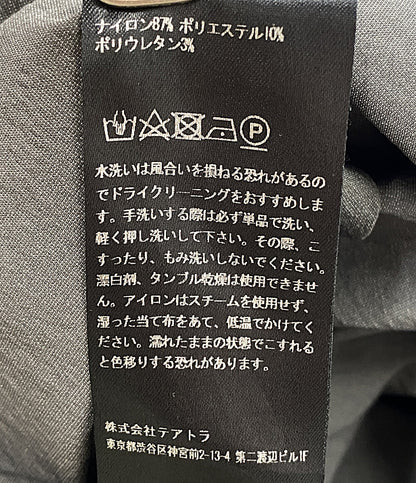 ナイロン87% ポリエステル10%
ポリウレタン3%
P
水洗いは風合いを損ねる恐れがあるの
でドライクリーニングをおすすめしま
す。手洗いする際は必ず単品で洗い、
軽く押し洗いして下さい。その際、こ
すったり、もみ洗いしないでください。
漂白剤、タンブル乾燥は使用できませ
ん。アイロンはスチームを使用せず、
湿った当て布をあて、低温でかけてく
ださい。濡れたままの状態でこすれる
と色移りする恐れがあります。
株式会社テアトラ
東京都渋谷区神宮前2-13-4 第二渡辺ビル1F